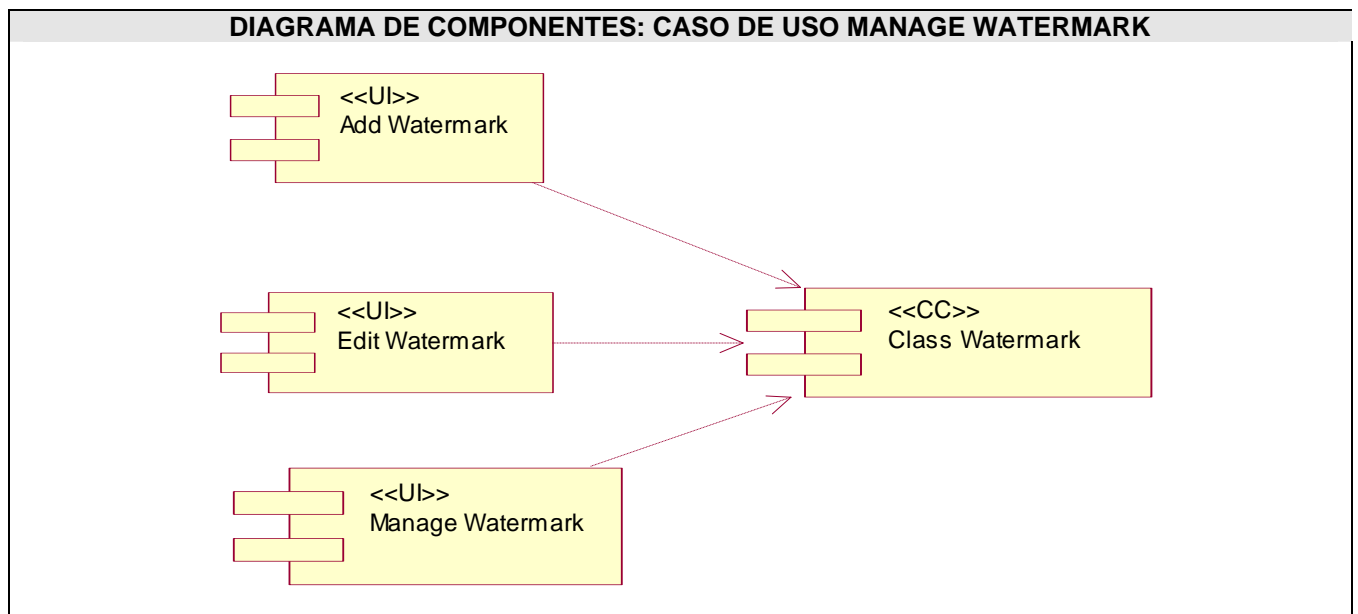 DIAGRAMA DE COMPONENTES: CASO DE USO MANAGE WATERMARK
<<UI>>
Add Watermark
<<UI>>
Edit Watermark
<<CC>>
Class Watermark
<<UI>>
Manage Watermark